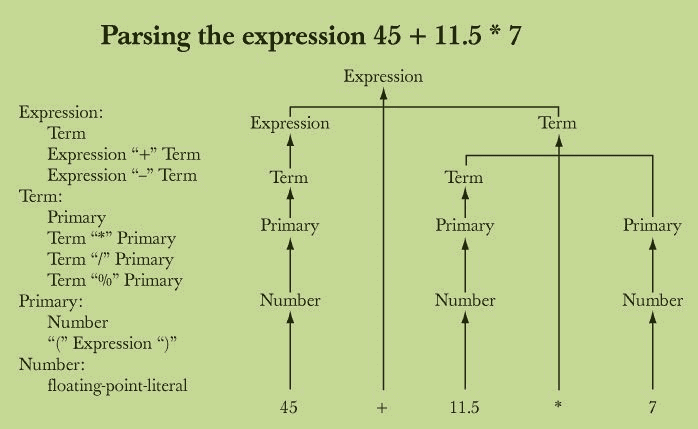 Parsing the expression 45 + 11.5 * 7
Expression:
Term
Expression “+” Term
Expression “–” Term
Term:
Primary
Term “*” Primary
Term “/” Primary
Term “%” Primary
Primary:
Number
“(” Expression “)”
Number:
floating-point-literal
Expression
Expression Term
Term Term
Primary Primary Primary
Number Number Number
45 + 11.5 * 7